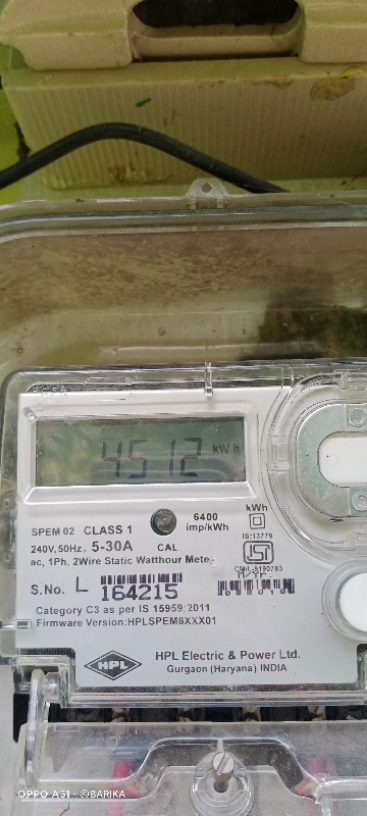 4512 kWh
SPEM 02 CLASS 1
6400
imp/kWh
kWh
240V,50Hz, 5-30A CAL
IS:13779
ac, 1Ph. 2Wire Static Watthour Meter
ISI
S.No. L 164215
Category C3 as per IS 15959:2011
Firmware Version:HPLSPEM6XXX01
HPL
HPL Electric & Power Ltd.
Gurgaon (Haryana) INDIA
OPPO A31 · ©BARIKA